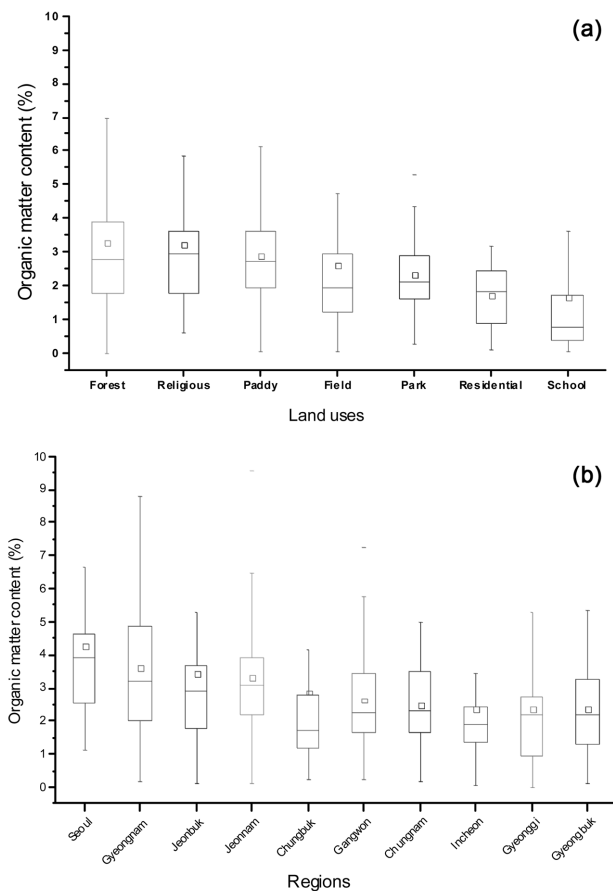 (a)
Organic matter content (%)
10
9
8
7
6
5
4
3
2
1
0
Forest Religious Paddy Field Park Residential School
Land uses
(b)
Organic matter content (%)
10
9
8
7
6
5
4
3
2
1
0
Seoul Gyeongnam Jeonbuk Jeonnam Chungbuk Gangwon Chungnam Incheon Gyeonggi Gyeongbuk
Regions